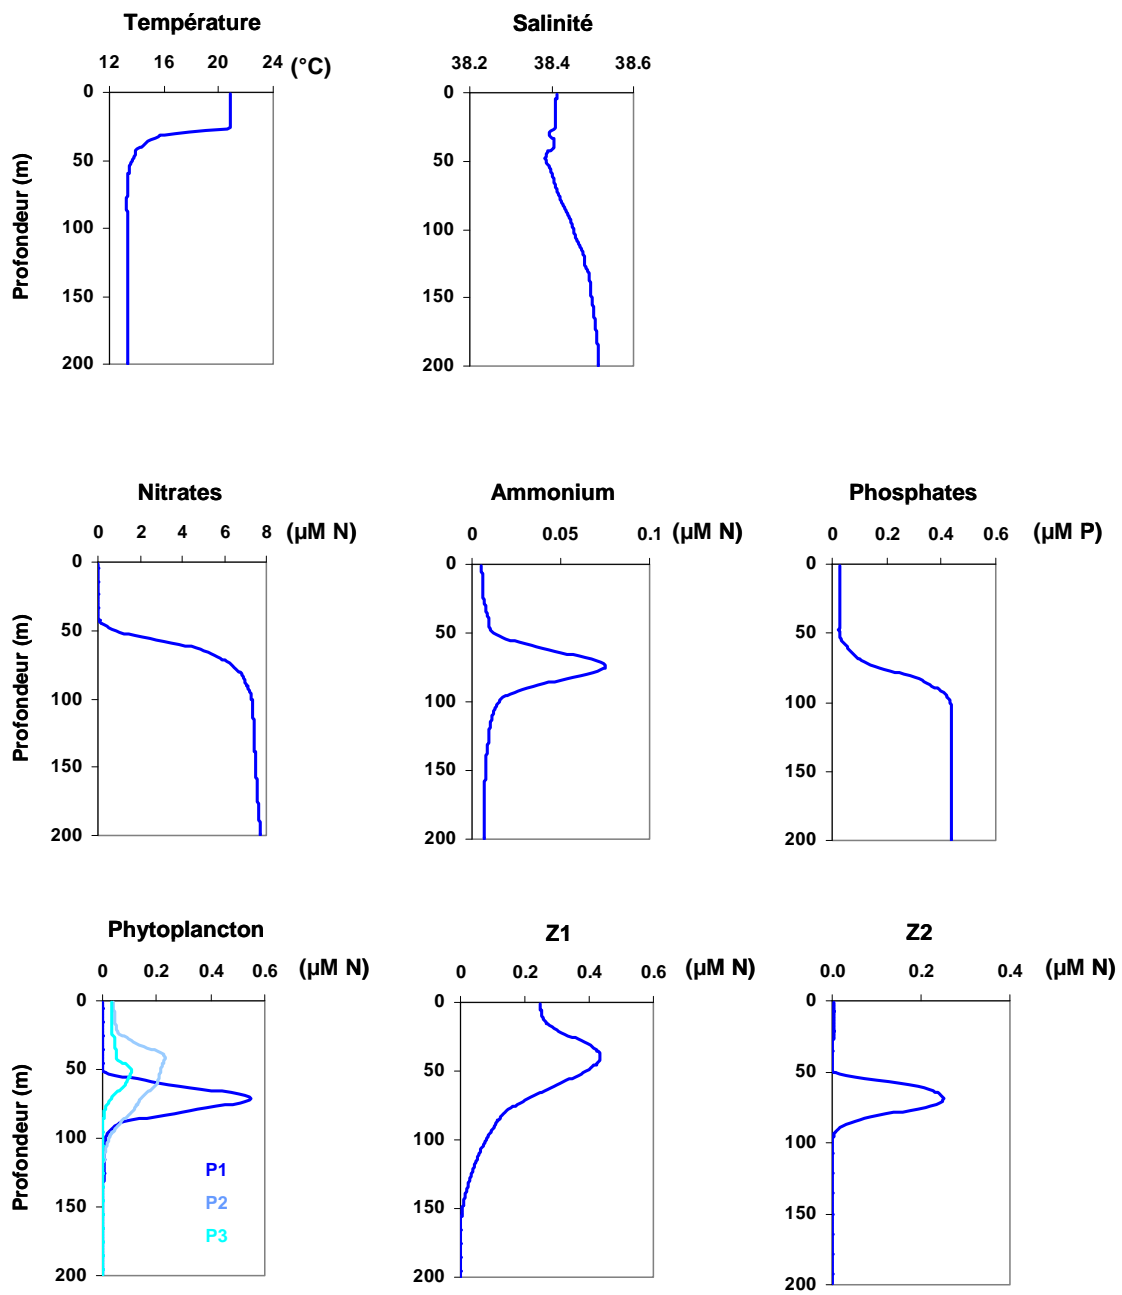 Température
12 16 20 24 (°C)
0
50
100
150
200
Profondeur (m)
Salinité
38.2 38.4 38.6
0
50
100
150
200
Nitrates
0 2 4 6 8 (µM N)
0
50
100
150
200
Profondeur (m)
Ammonium
0 0.05 0.1 (µM N)
0
50
100
150
200
Phosphates
0 0.2 0.4 0.6 (µM P)
0
50
100
150
200
Phytoplancton
0 0.2 0.4 0.6 (µM N)
0
50
100
150
200
Profondeur (m)
P1
P2
P3
Z1
0 0.2 0.4 0.6 (µM N)
0
50
100
150
200
Z2
0.0 0.2 0.4 (µM N)
0
50
100
150
200